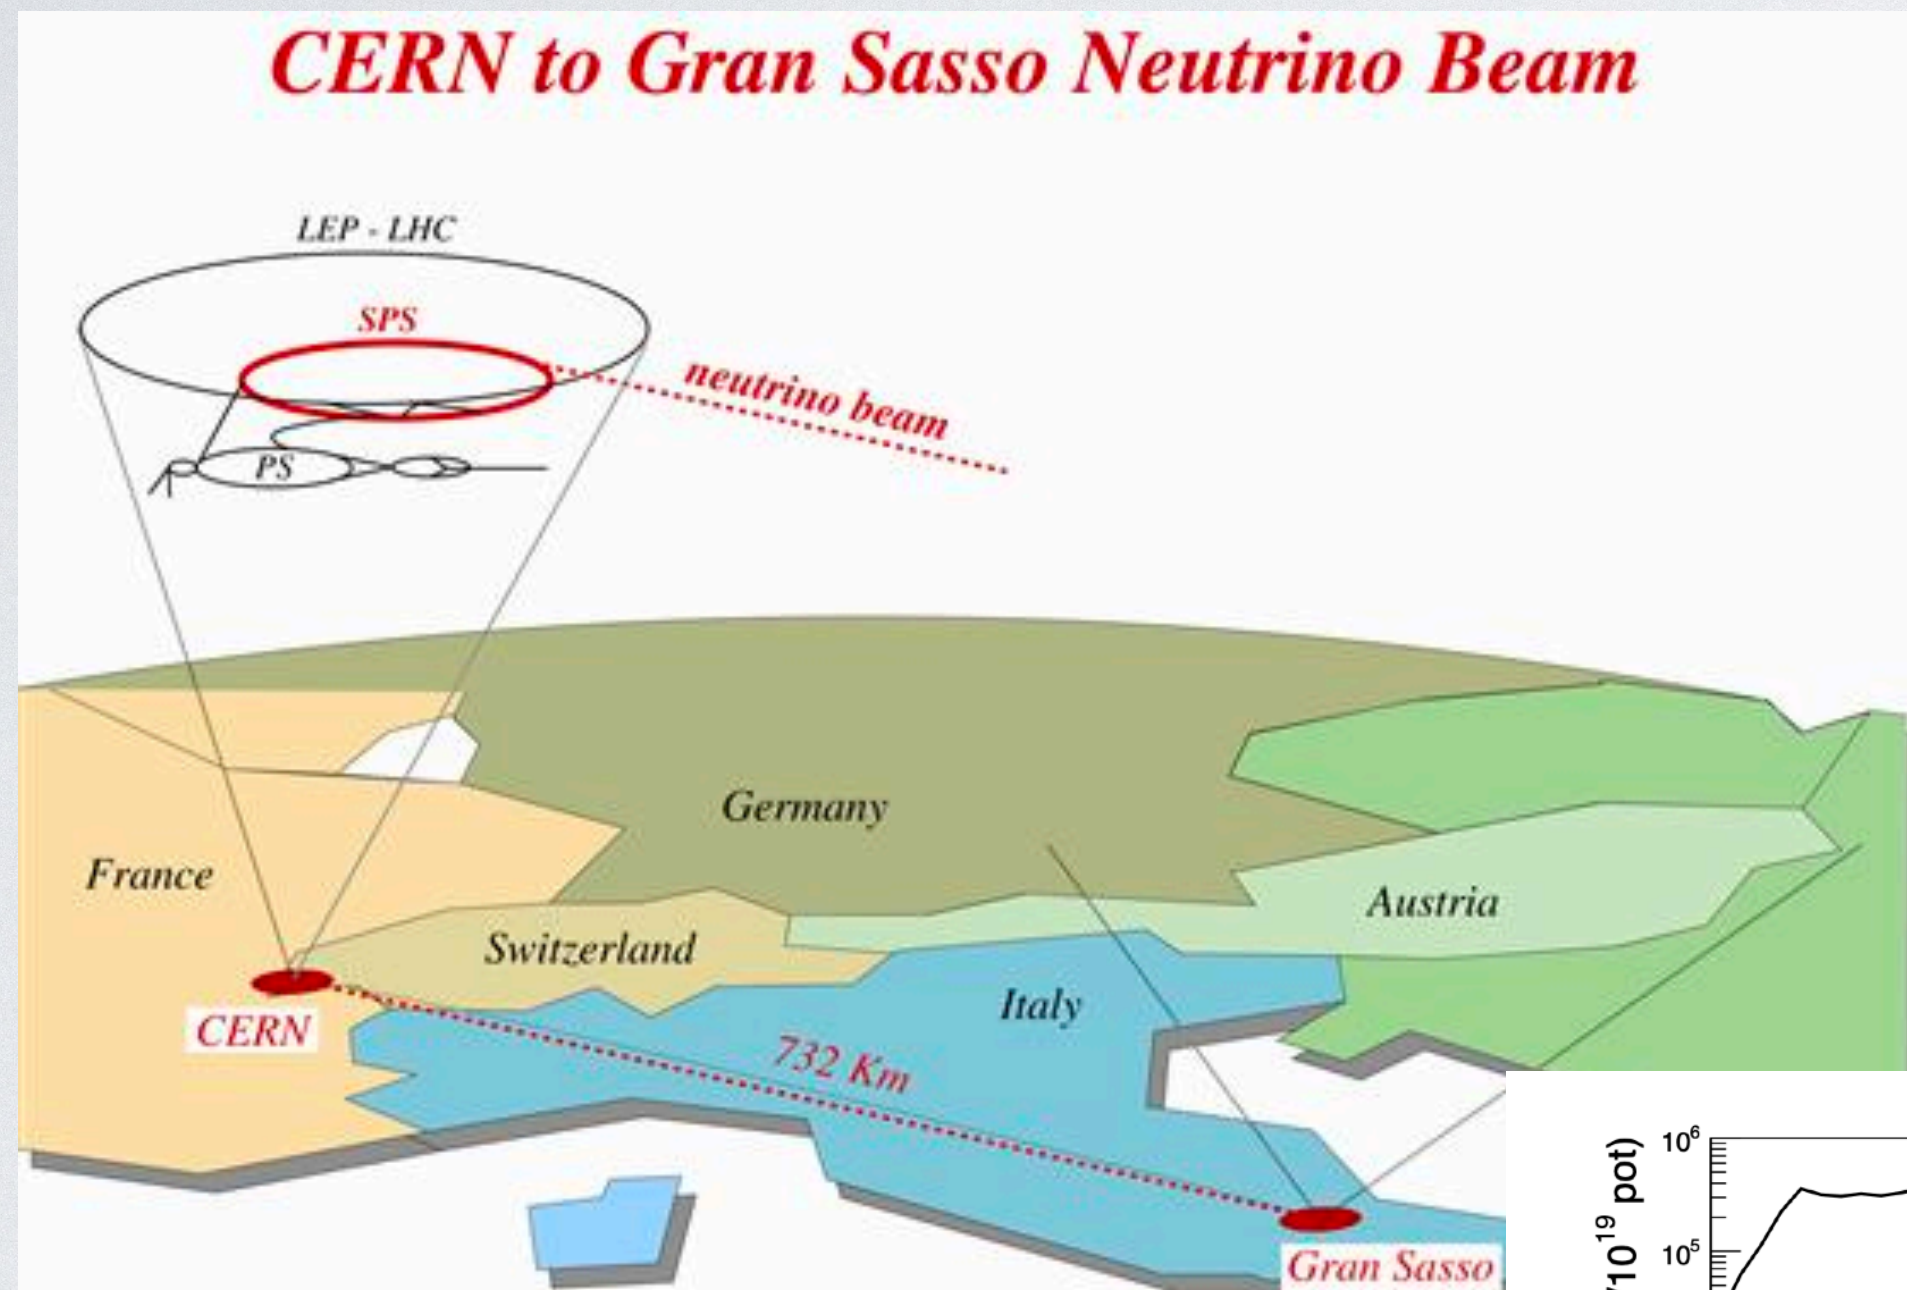 CERN to Gran Sasso Neutrino Beam
LEP - LHC
SPS
neutrino beam
PS
Germany
France
Austria
Switzerland
Italy
CERN
732 Km
Gran Sasso
10⁶
10⁵
/10¹⁹ pot)